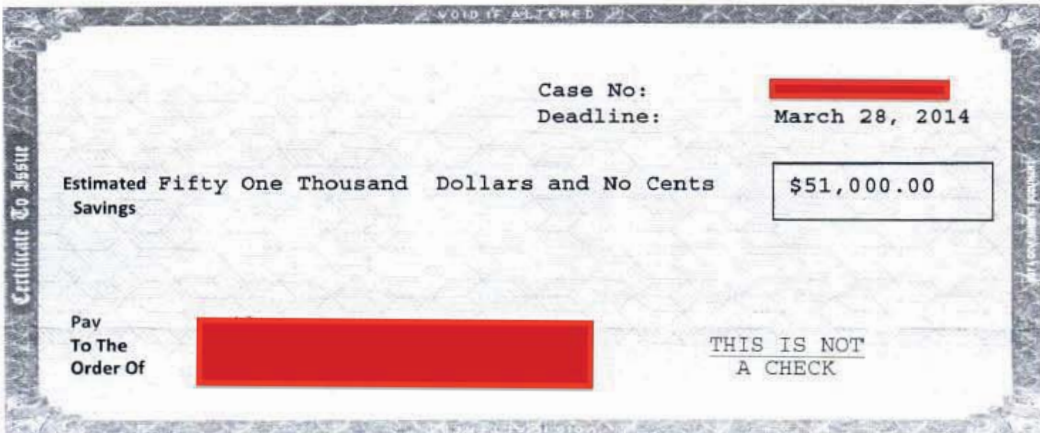 VOID IF ALTERED
Case No:
Deadline: March 28, 2014
Certificate To Issue
Estimated Fifty One Thousand Dollars and No Cents $51,000.00
Savings
Pay
To The
Order Of
THIS IS NOT
A CHECK